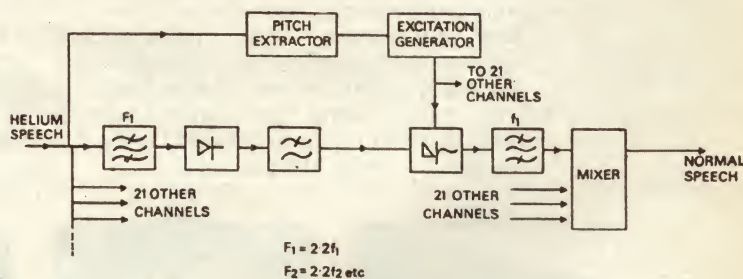 PITCH
EXTRACTOR
EXCITATION
GENERATOR
TO 21
OTHER
CHANNELS
HELIUM
SPEECH
F1
f1
21 OTHER
CHANNELS
21 OTHER
CHANNELS
MIXER
NORMAL
SPEECH
F1 = 2·2f1
F2 = 2·2f2 etc